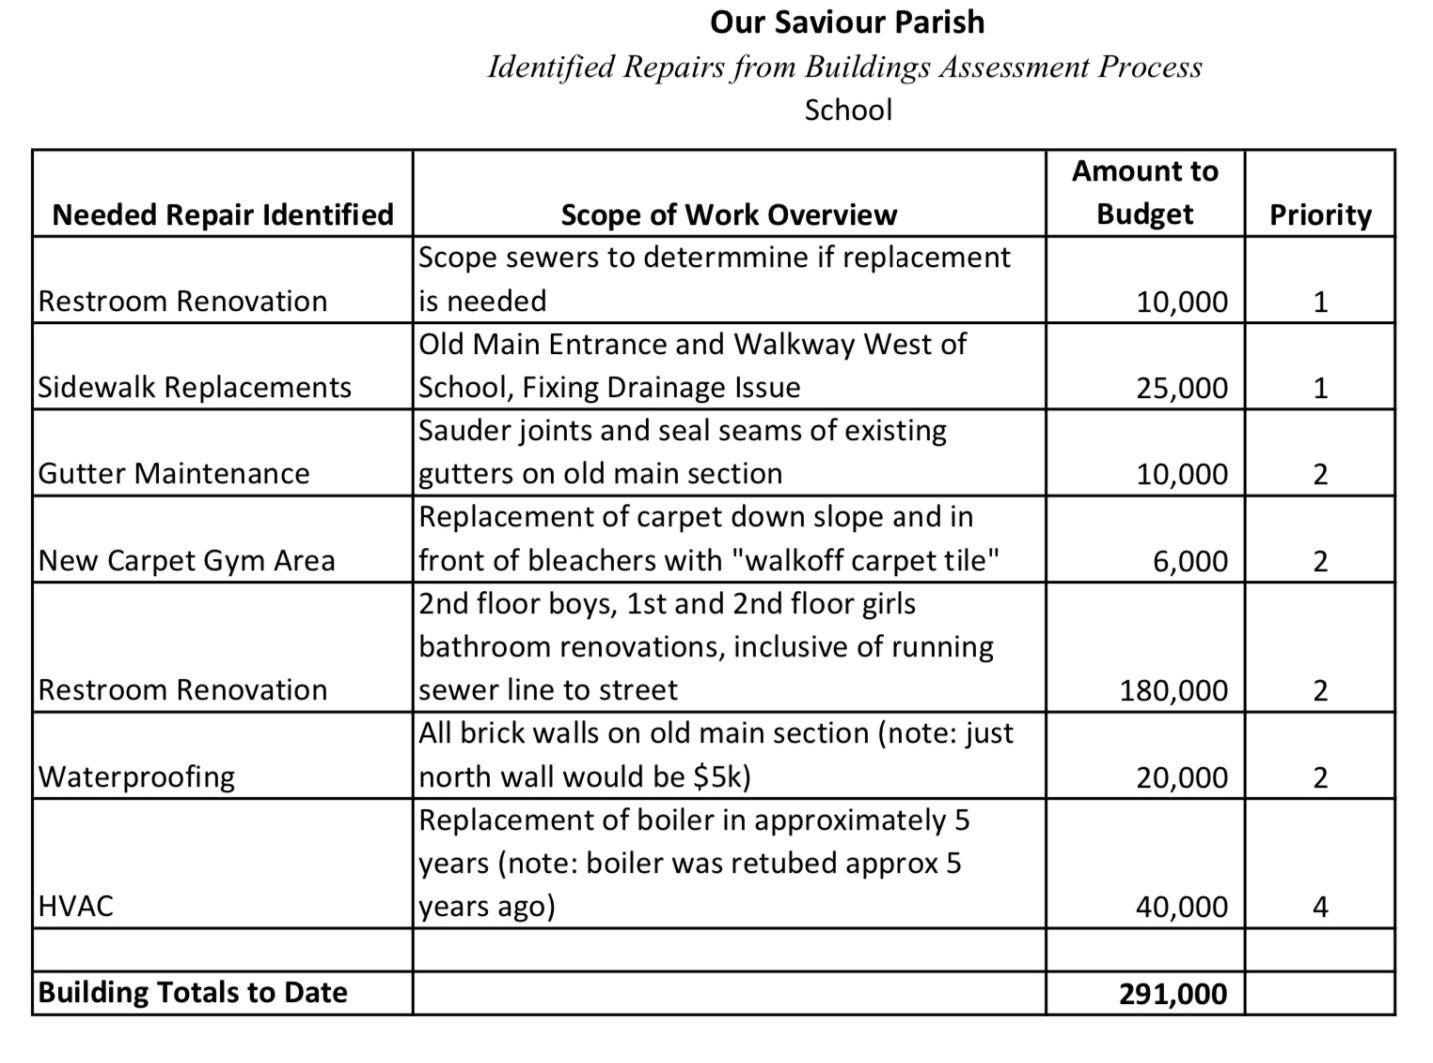 Our Saviour Parish
Identified Repairs from Buildings Assessment Process
School
Needed Repair Identified
Scope of Work Overview
Amount to
Budget
Priority
Restroom Renovation
Scope sewers to determmine if replacement
is needed
10,000
1
Sidewalk Replacements
Old Main Entrance and Walkway West of
School, Fixing Drainage Issue
25,000
1
Gutter Maintenance
Sauder joints and seal seams of existing
gutters on old main section
10,000
2
New Carpet Gym Area
Replacement of carpet down slope and in
front of bleachers with "walkoff carpet tile"
6,000
2
Restroom Renovation
2nd floor boys, 1st and 2nd floor girls
bathroom renovations, inclusive of running
sewer line to street
180,000
2
Waterproofing
All brick walls on old main section (note: just
north wall would be $5k)
20,000
2
HVAC
Replacement of boiler in approximately 5
years (note: boiler was retubed approx 5
years ago)
40,000
4
Building Totals to Date
291,000